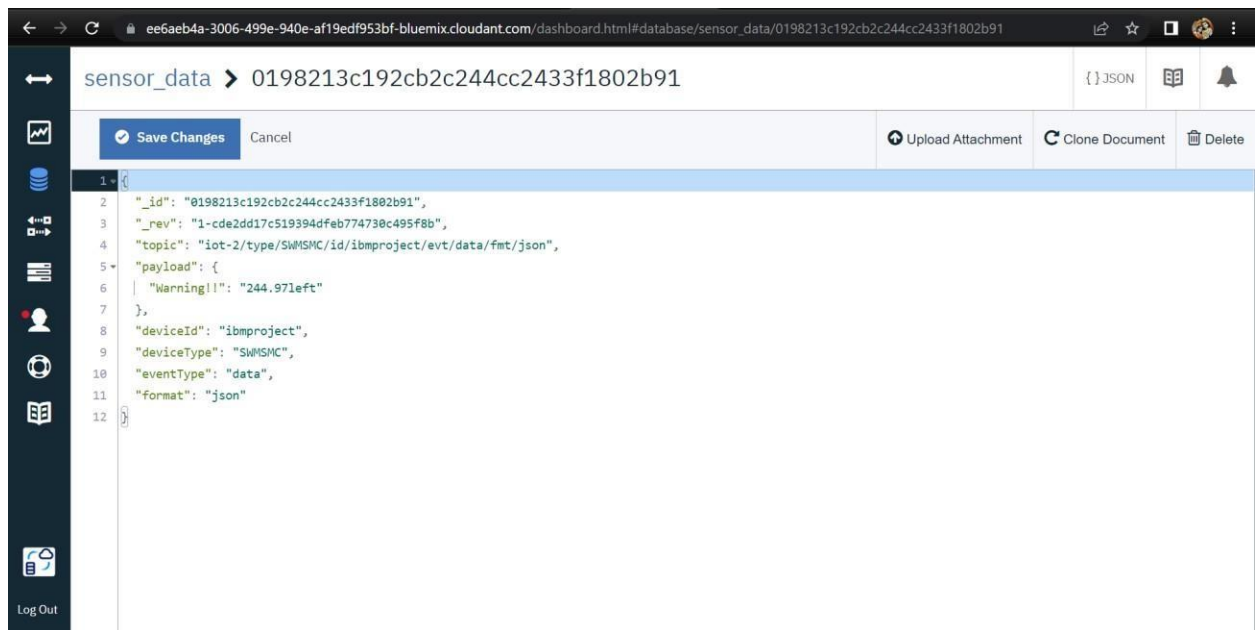 ee6aeb4a-3006-499e-940e-af19edf953bf-bluemix.cloudant.com/dashboard.html#database/sensor_data/0198213c192cb2c244cc2433f1802b91
sensor_data > 0198213c192cb2c244cc2433f1802b91
{ } JSON
Save Changes Cancel
Upload Attachment Clone Document Delete
1 {
2 "_id": "0198213c192cb2c244cc2433f1802b91",
3 "_rev": "1-cde2dd17c519394dfeb774730c495f8b",
4 "topic": "iot-2/type/SWMSMC/id/ibmproject/evt/data/fmt/json",
5 "payload": {
6 "Warning!!": "244.97left"
7 },
8 "deviceId": "ibmproject",
9 "deviceType": "SWMSMC",
10 "eventType": "data",
11 "format": "json"
12 }
Log Out